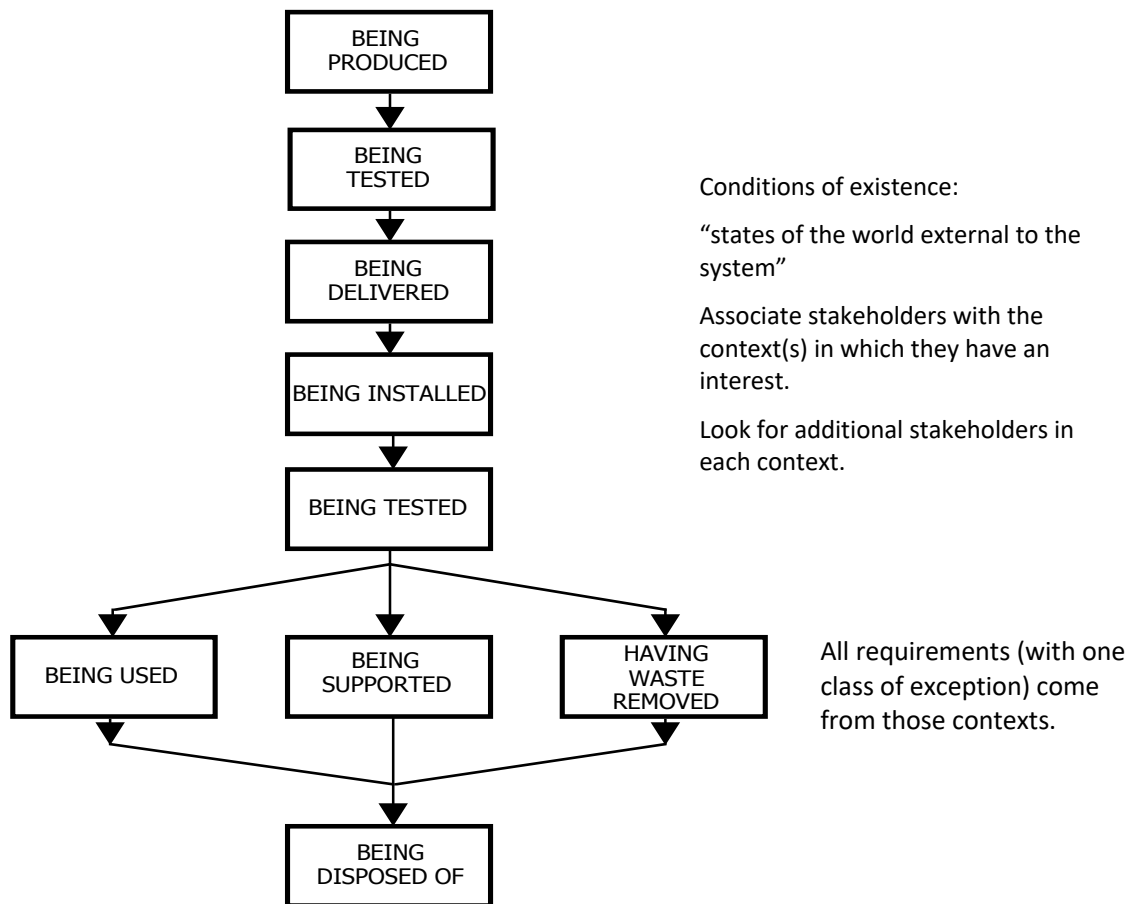 BEING
PRODUCED
BEING
TESTED
BEING
DELIVERED
BEING INSTALLED
BEING TESTED
Conditions of existence:
“states of the world external to the
system”
Associate stakeholders with the
context(s) in which they have an
interest.
Look for additional stakeholders in
each context.
BEING USED
BEING
SUPPORTED
HAVING
WASTE
REMOVED
All requirements (with one
class of exception) come
from those contexts.
BEING
DISPOSED OF